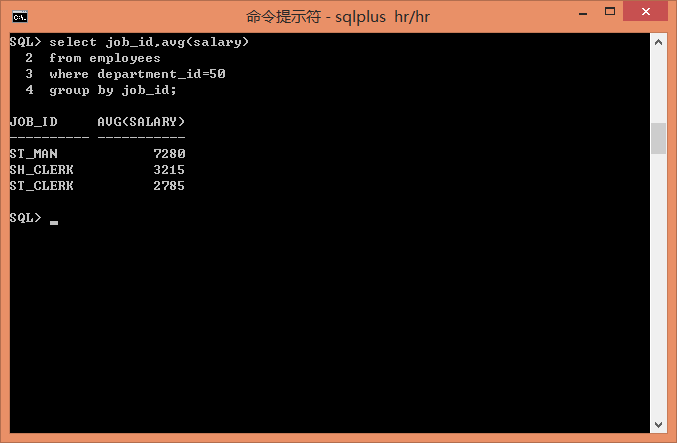 命令提示符 - sqlplus hr/hr
SQL> select job_id,avg(salary)
  2  from employees
  3  where department_id=50
  4  group by job_id;
JOB_ID     AVG(SALARY)
---------- -----------
ST_MAN            7280
SH_CLERK          3215
ST_CLERK          2785
SQL>